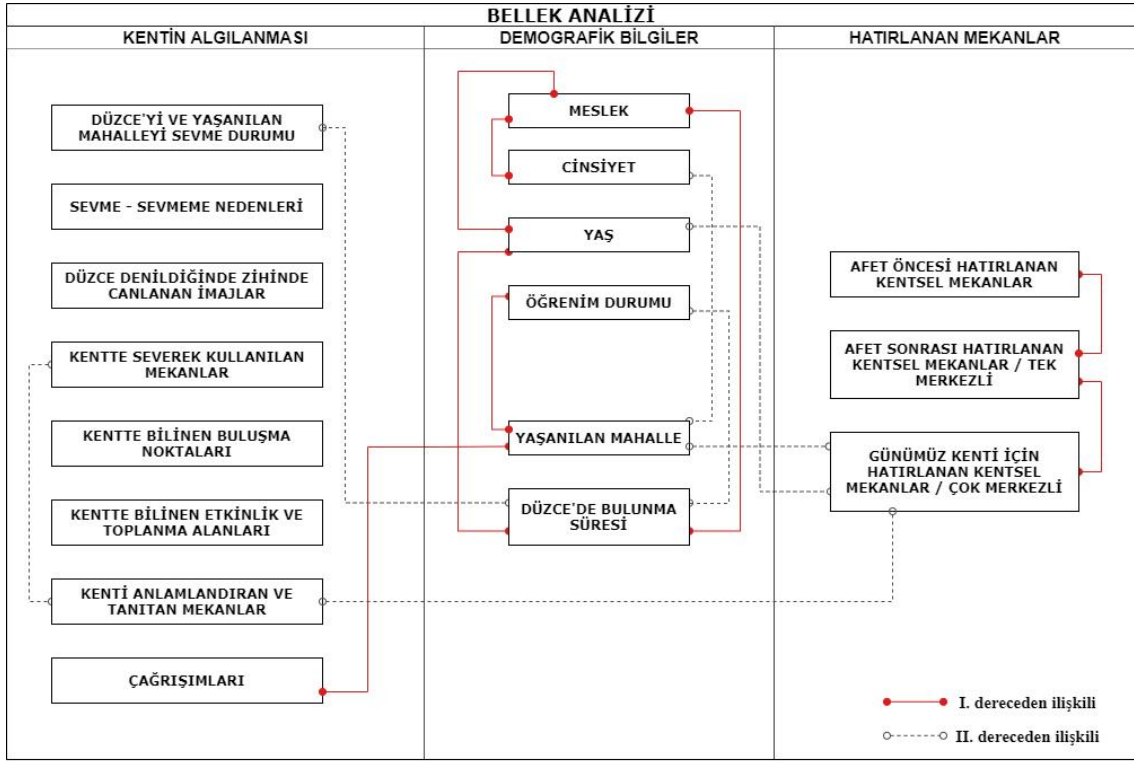 BELLEK ANALİZİ
KENTİN ALGILANMASI
DÜZCE'Yİ VE YAŞANILAN
MAHALLEYİ SEVME DURUMU
SEVME - SEVMEME NEDENLERİ
DÜZCE DENİLDİĞİNDE ZİHİNDE
CANLANAN İMAJLAR
KENTTE SEVEREK KULLANILAN
MEKANLAR
KENTTE BİLİNEN BULUŞMA
NOKTALARI
KENTTE BİLİNEN ETKİNLİK VE
TOPLANMA ALANLARI
KENTİ ANLAMLANDIRAN VE
TANITAN MEKANLAR
ÇAĞRIŞIMLARI
DEMOGRAFİK BİLGİLER
MESLEK
CİNSİYET
YAŞ
ÖĞRENİM DURUMU
YAŞANILAN MAHALLE
DÜZCE'DE BULUNMA
SÜRESİ
HATIRLANAN MEKANLAR
AFET ÖNCESİ HATIRLANAN
KENTSEL MEKANLAR
AFET SONRASI HATIRLANAN
KENTSEL MEKANLAR / TEK
MERKEZLİ
GÜNÜMÜZ KENTİ İÇİN
HATIRLANAN KENTSEL
MEKANLAR / ÇOK MERKEZLİ
I. dereceden ilişkili
II. dereceden ilişkili